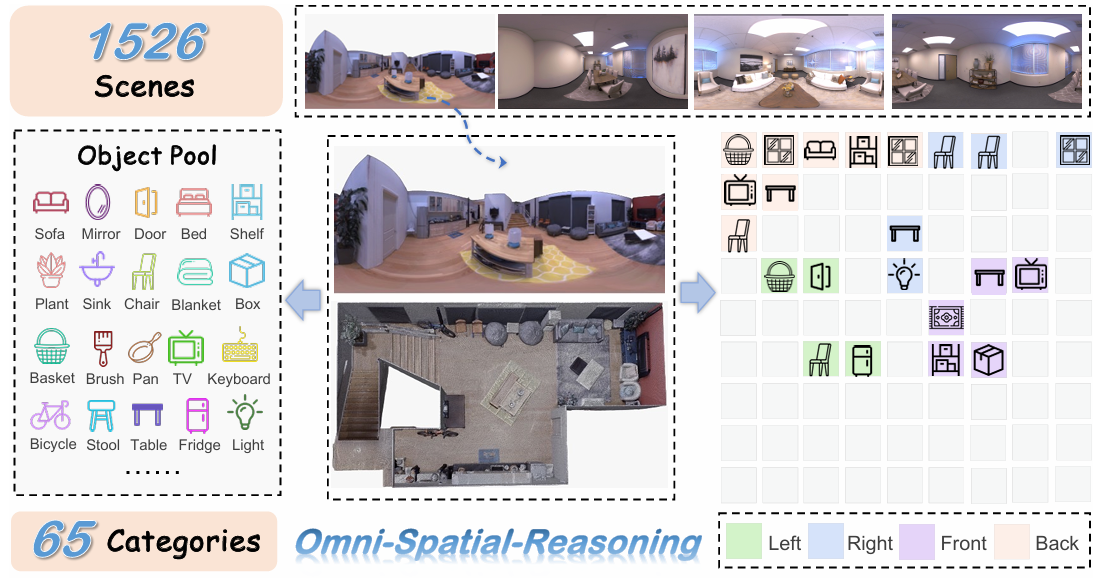 1526
Scenes
Object Pool
Sofa Mirror Door Bed Shelf
Plant Sink Chair Blanket Box
Basket Brush Pan TV Keyboard
Bicycle Stool Table Fridge Light
......
65 Categories
Omni-Spatial-Reasoning
Left Right Front Back